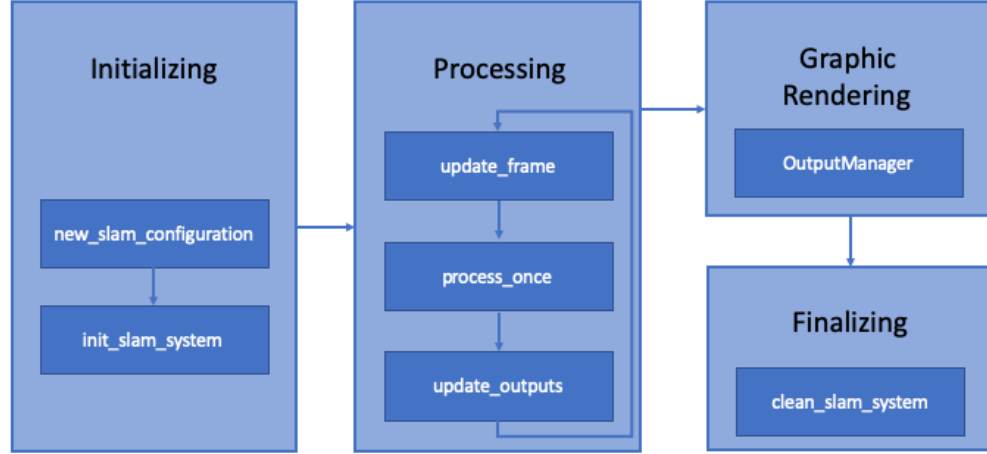 Initializing
new_slam_configuration
init_slam_system
Processing
update_frame
process_once
update_outputs
Graphic
Rendering
OutputManager
Finalizing
clean_slam_system